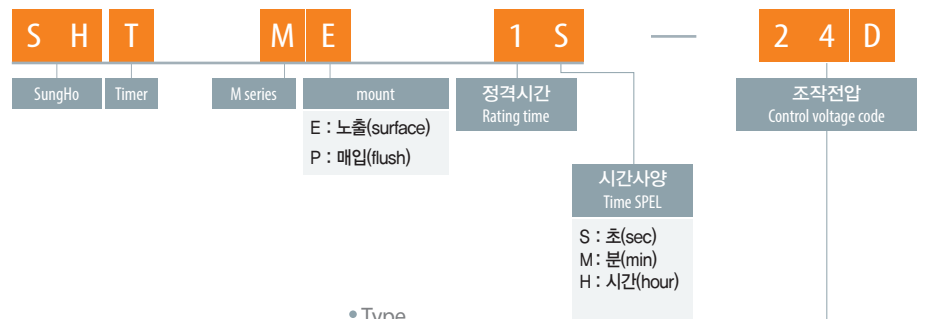 S H T M E 1 S — 2 4 D
SungHo Timer M series mount 정격시간 조작전압
Rating time Control voltage code
E : 노출(surface)
P : 매입(flush)
시간사양
Time SPEL
S : 초(sec)
M : 분(min)
H : 시간(hour)
• Type